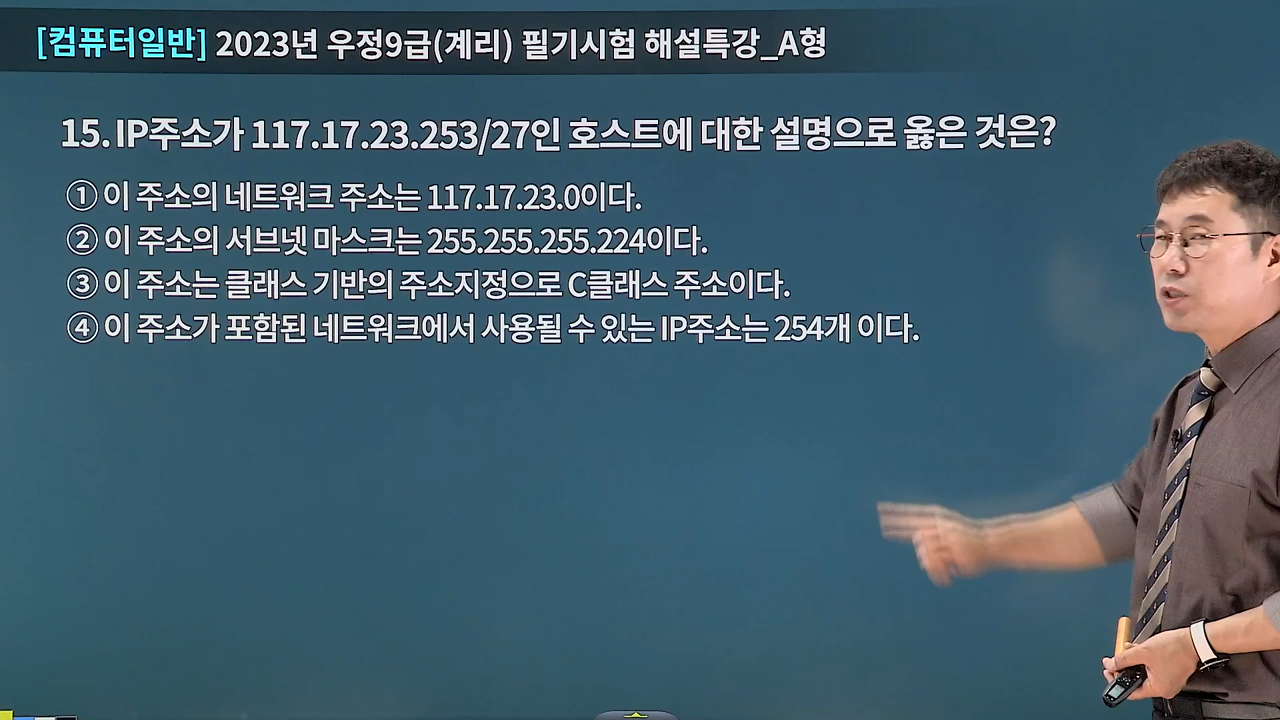 [컴퓨터일반] 2023년 우정9급(계리) 필기시험 해설특강_A형
15. IP주소가 117.17.23.253/27인 호스트에 대한 설명으로 옳은 것은?
① 이 주소의 네트워크 주소는 117.17.23.0이다.
② 이 주소의 서브넷 마스크는 255.255.255.224이다.
③ 이 주소는 클래스 기반의 주소지정으로 C클래스 주소이다.
④ 이 주소가 포함된 네트워크에서 사용될 수 있는 IP주소는 254개 이다.